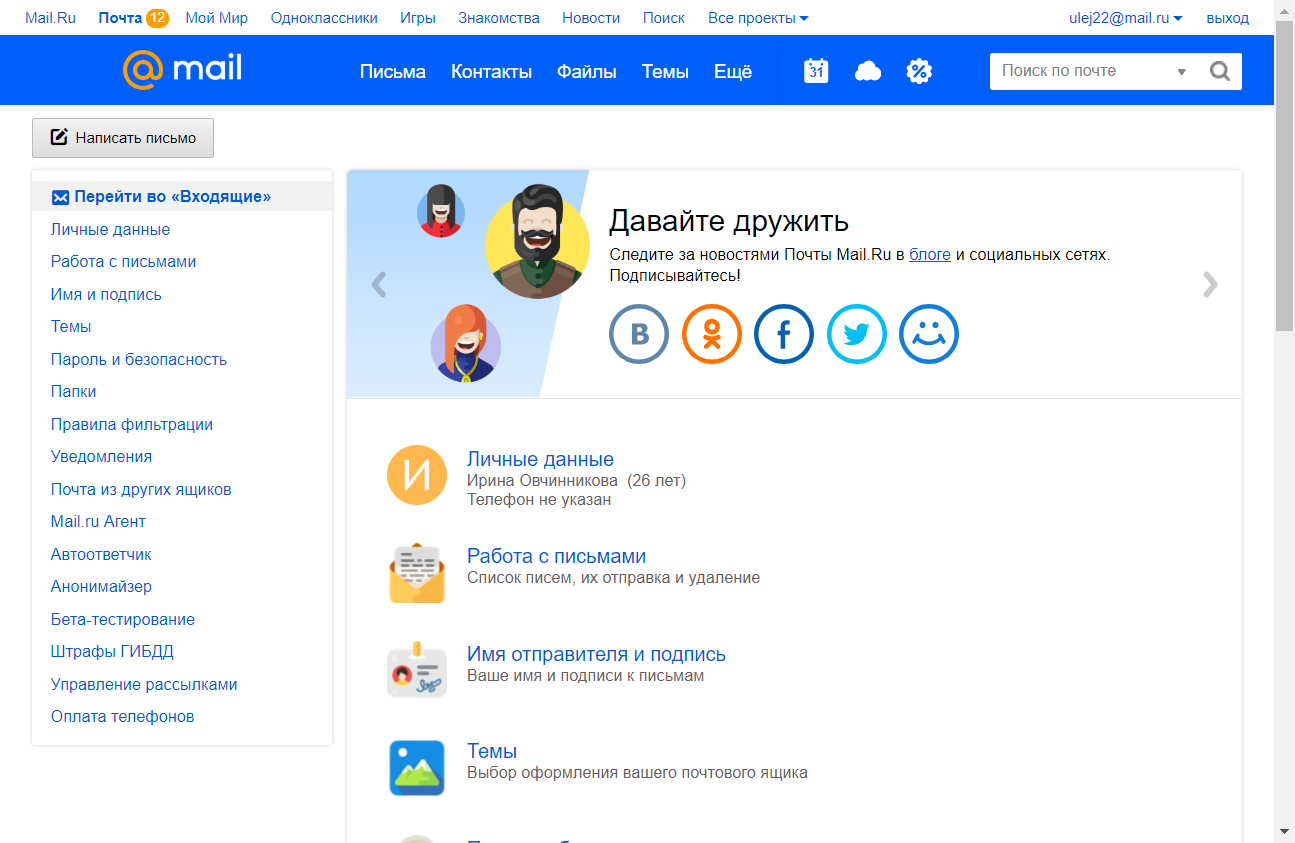 Mail.Ru Почта 12 Мой Мир Одноклассники Игры Знакомства Новости Поиск Все проекты ulej22@mail.ru выход
@mail Письма Контакты Файлы Темы Ещё 31 % Поиск по почте
Написать письмо
Перейти во «Входящие»
Личные данные
Работа с письмами
Имя и подпись
Темы
Пароль и безопасность
Папки
Правила фильтрации
Уведомления
Почта из других ящиков
Mail.ru Агент
Автоответчик
Анонимайзер
Бета-тестирование
Штрафы ГИБДД
Управление рассылками
Оплата телефонов
Давайте дружить
Следите за новостями Почты Mail.Ru в блоге и социальных сетях.
Подписывайтесь!
В f
И
Личные данные
Ирина Овчинникова (26 лет)
Телефон не указан
Работа с письмами
Список писем, их отправка и удаление
Имя отправителя и подпись
Ваше имя и подписи к письмам
Темы
Выбор оформления вашего почтового ящика